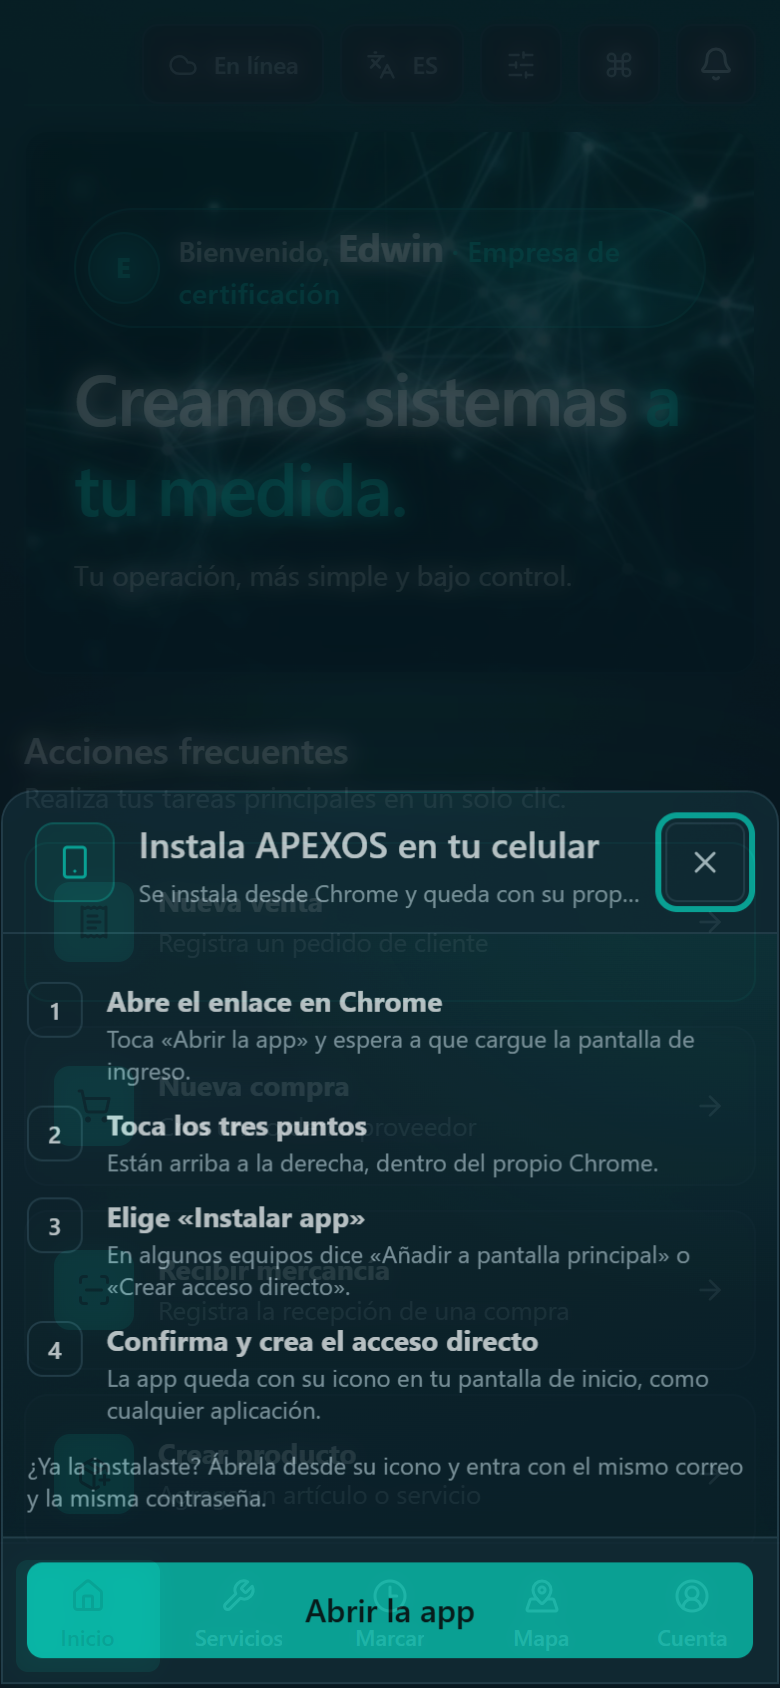 En línea
ES
E
Bienvenido, Edwin · Empresa de
certificación
Creamos sistemas a
tu medida.
Tu operación, más simple y bajo control.
Acciones frecuentes
Realiza tus tareas principales en un solo clic.
Instala APEXOS en tu celular
Se instala desde Chrome y queda con su prop...
Nueva venta
Registra un pedido de cliente
1
Abre el enlace en Chrome
Toca «Abrir la app» y espera a que cargue la pantalla de
ingreso.
Nueva compra
2
Toca los tres puntos
proveedor
Están arriba a la derecha, dentro del propio Chrome.
3
Elige «Instalar app»
En algunos equipos dice «Añadir a pantalla principal» o
«Crear acceso directo».
Recibir mercancía
Registra la recepción de una compra
4
Confirma y crea el acceso directo
La app queda con su icono en tu pantalla de inicio, como
cualquier aplicación.
Crear producto
¿Ya la instalaste? Ábrela desde su icono y entra con el mismo correo
y la misma contraseña.
un artículo o servicio
Abrir la app
Inicio
Servicios
Marcar
Mapa
Cuenta